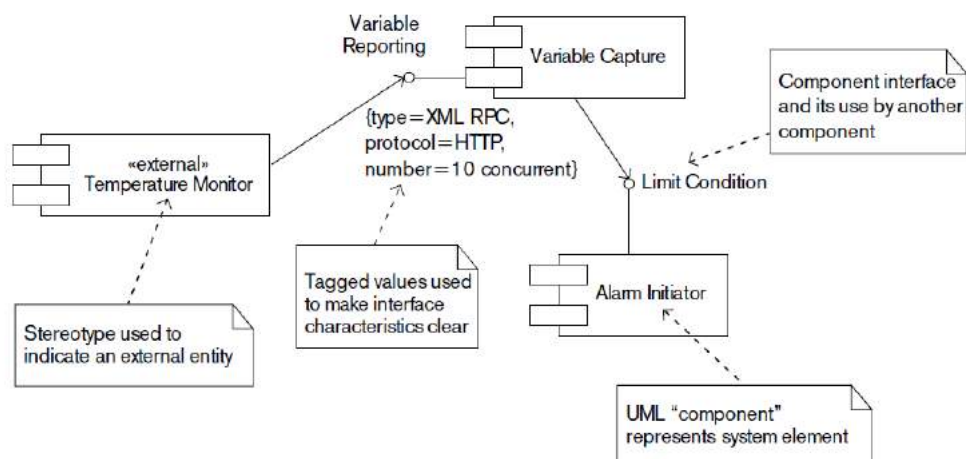 Variable
Reporting
Variable Capture
Component interface
and its use by another
component
{type=XML RPC,
protocol=HTTP,
number=10 concurrent}
«external»
Temperature Monitor
Limit Condition
Tagged values used
to make interface
characteristics clear
Alarm Initiator
Stereotype used to
indicate an external entity
UML “component”
represents system element